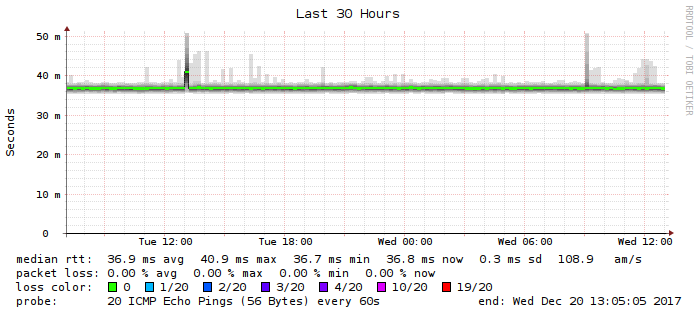 Last 30 Hours
RRDTOOL / TOBI OETIKER
Seconds
50 m
40 m
30 m
20 m
10 m
0
Tue 12:00 Tue 18:00 Wed 00:00 Wed 06:00 Wed 12:00
median rtt: 36.9 ms avg 40.9 ms max 36.7 ms min 36.8 ms now 0.3 ms sd 108.9 am/s
packet loss: 0.00 % avg 0.00 % max 0.00 % min 0.00 % now
loss color: 0 1/20 2/20 3/20 4/20 10/20 19/20
probe: 20 ICMP Echo Pings (56 Bytes) every 60s end: Wed Dec 20 13:05:05 2017